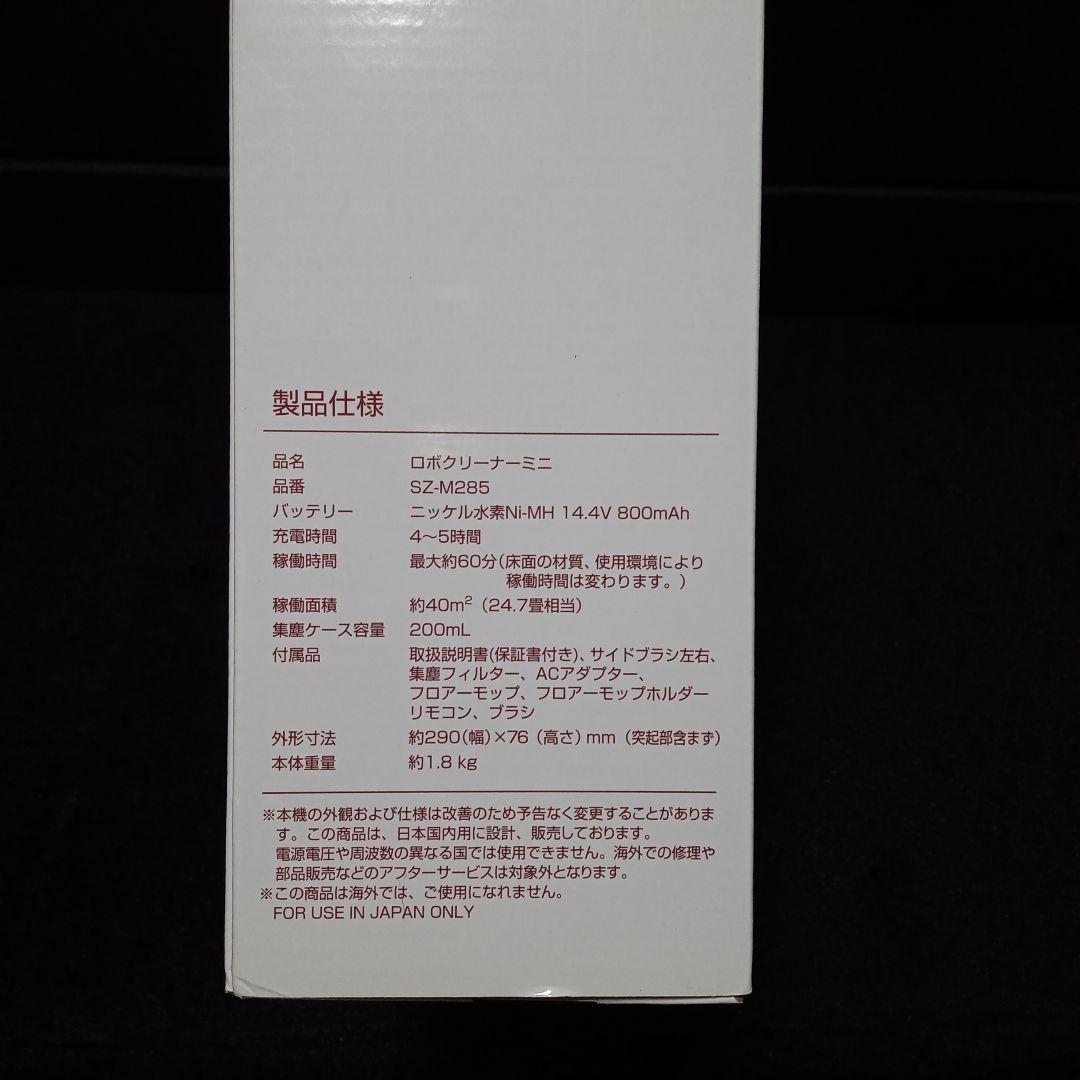 製品仕様
品名 ロボクリーナーミニ
品番 SZ-M285
バッテリー ニッケル水素Ni-MH 14.4V 800mAh
充電時間 4～5時間
稼働時間 最大約60分(床面の材質、使用環境により
稼働時間は変わります。)
稼働面積 約40m²（24.7畳相当）
集塵ケース容量 200mL
付属品 取扱説明書(保証書付き)、サイドブラシ左右、
集塵フィルター、ACアダプター、
フロアーモップ、フロアーモップホルダー
リモコン、ブラシ
外形寸法 約290(幅)×76（高さ）mm（突起部含まず）
本体重量 約1.8 kg
※本機の外観および仕様は改善のため予告なく変更することがありま
す。この商品は、日本国内用に設計、販売しております。
電源電圧や周波数の異なる国では使用できません。海外での修理や
部品販売などのアフターサービスは対象外となります。
※この商品は海外では、ご使用になれません。
FOR USE IN JAPAN ONLY